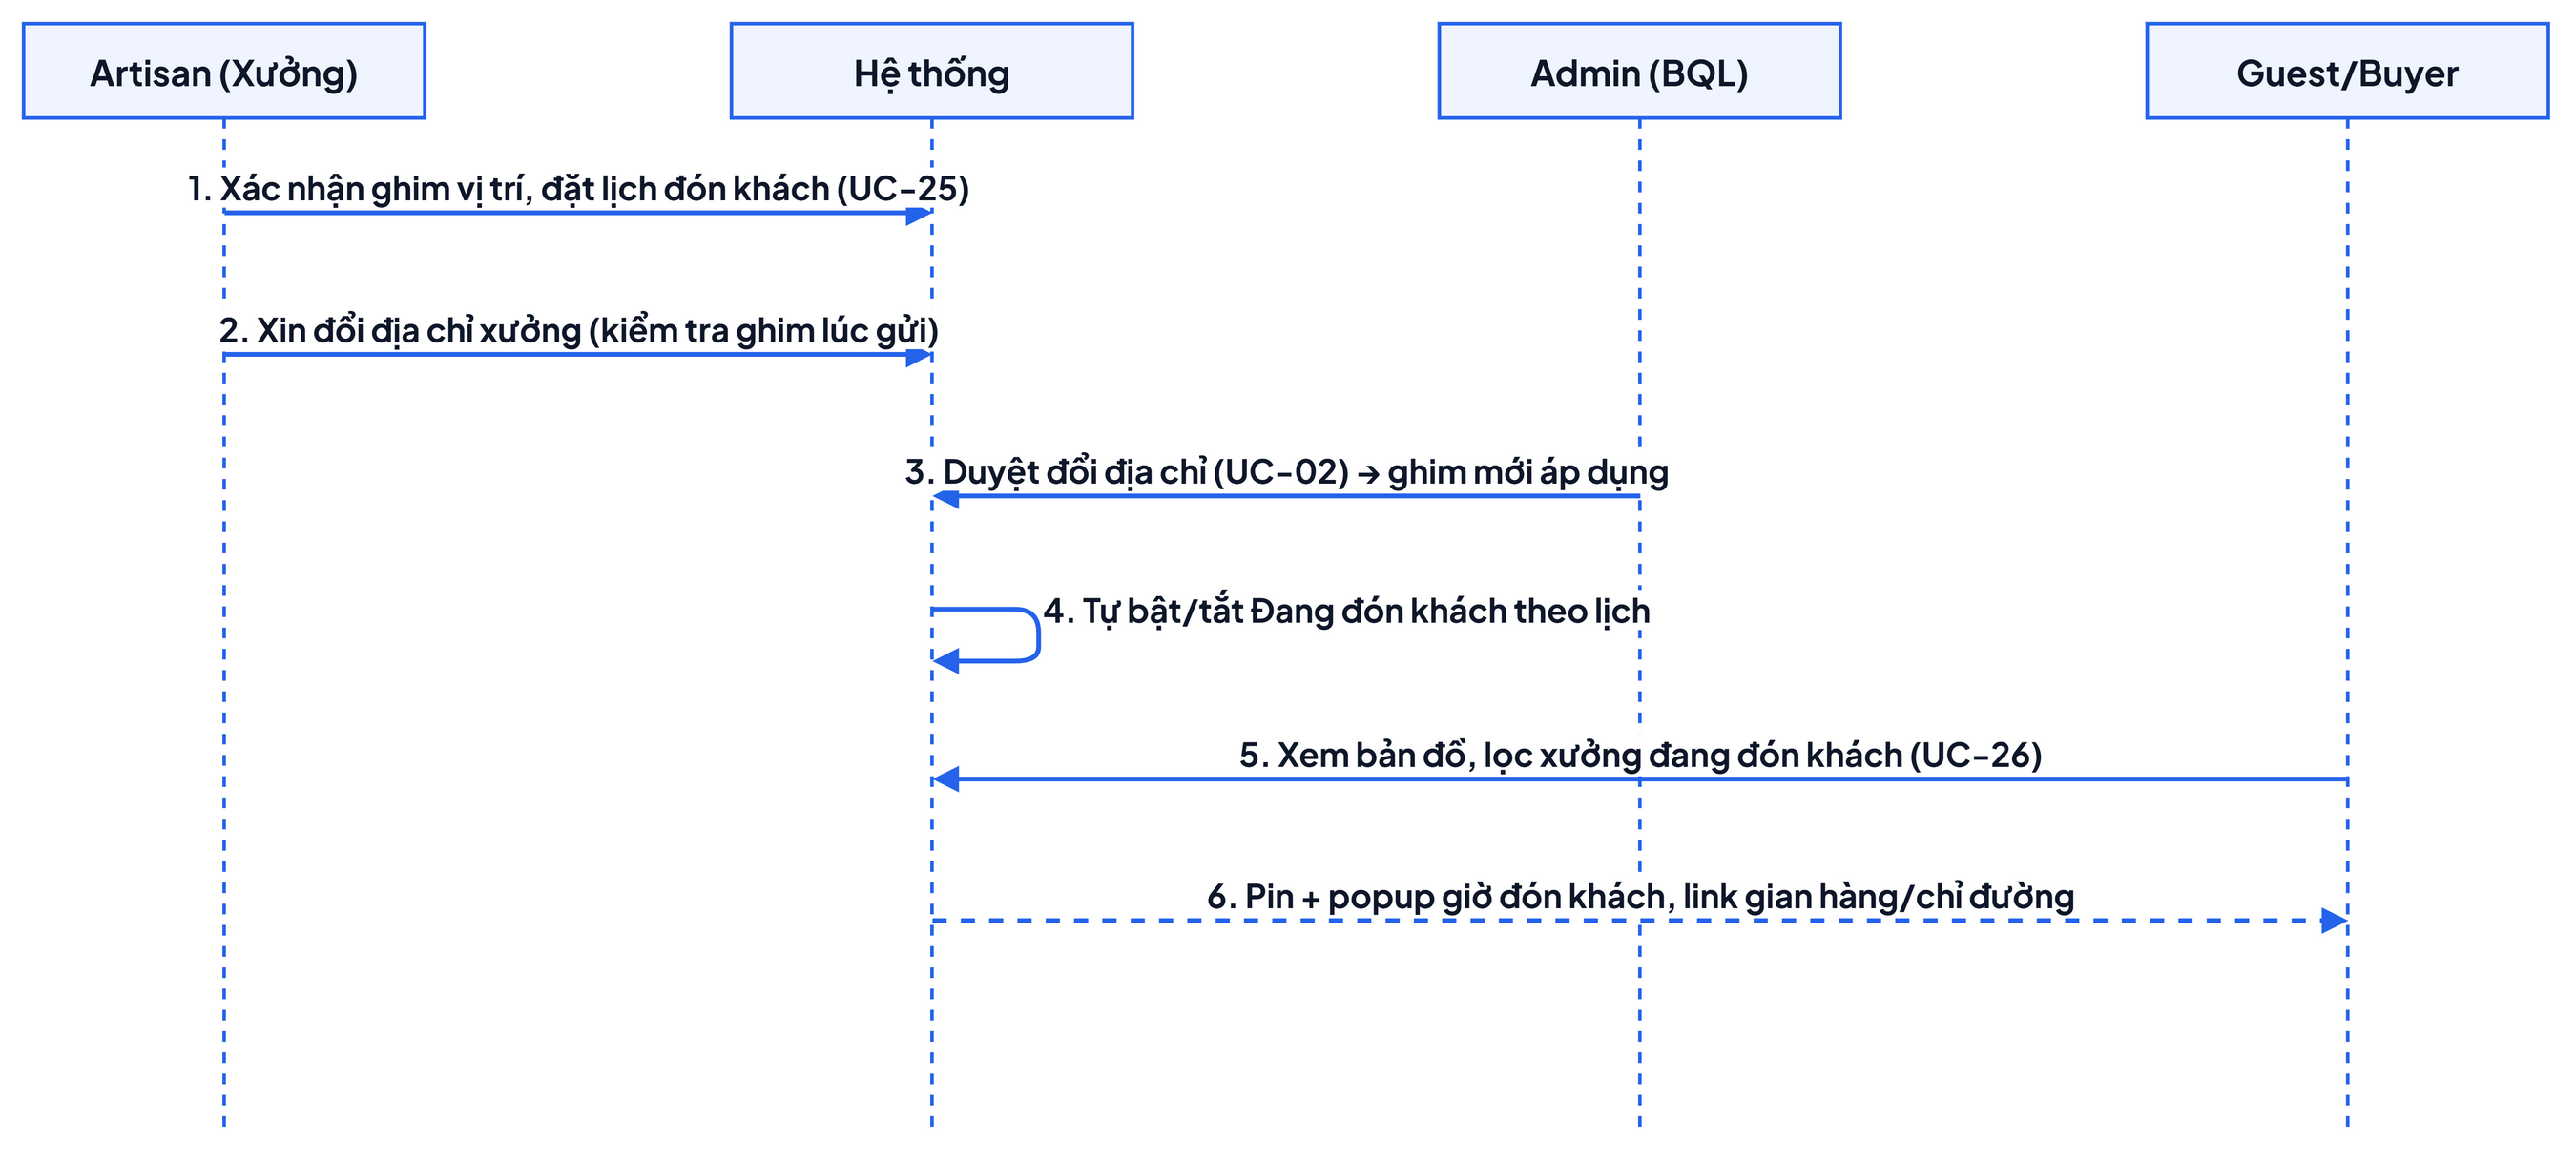 Artisan (Xưởng)
Hệ thống
Admin (BQL)
Guest/Buyer
1. Xác nhận ghim vị trí, đặt lịch đón khách (UC-25)
2. Xin đổi địa chỉ xưởng (kiểm tra ghim lúc gửi)
3. Duyệt đổi địa chỉ (UC-02) → ghim mới áp dụng
4. Tự bật/tắt Đang đón khách theo lịch
5. Xem bản đồ, lọc xưởng đang đón khách (UC-26)
6. Pin + popup giờ đón khách, link gian hàng/chỉ đường